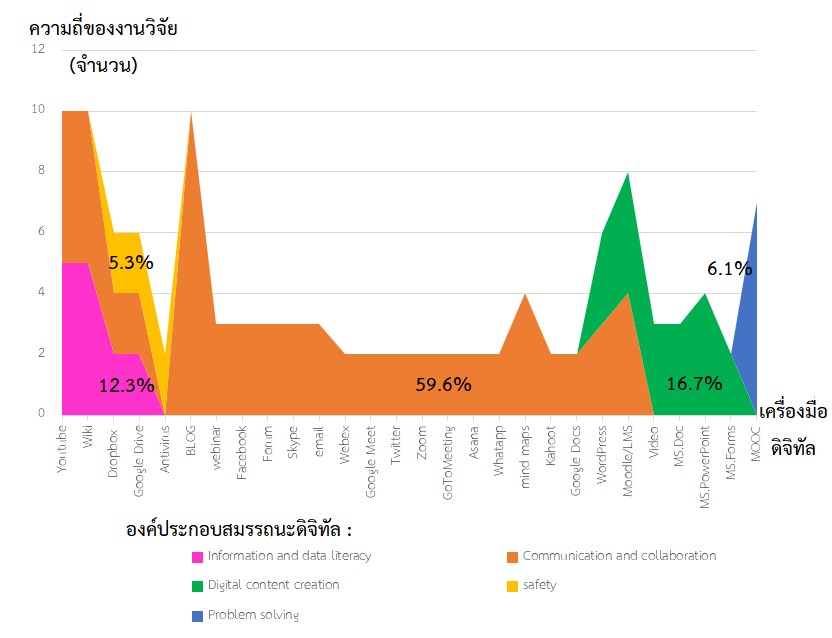 ความถี่ของงานวิจัย
(จำนวน)
12
10
8
6
4
2
0
5.3%
12.3%
59.6%
16.7%
6.1%
เครื่องมือ
ดิจิทัล
Youtube
Wiki
Dropbox
Google Drive
Antivirus
BLOG
webinar
Facebook
Forum
Skype
email
Webex
Google Meet
Twitter
Zoom
GoToMeeting
Asana
Whatapp
mind maps
Kahoot
Google Docs
WordPress
Moodle/LMS
Video
MS.Doc
MS.PowerPoint
MS.Forms
MOOC
องค์ประกอบสมรรถนะดิจิทัล :
Information and data literacy
Communication and collaboration
Digital content creation
safety
Problem solving